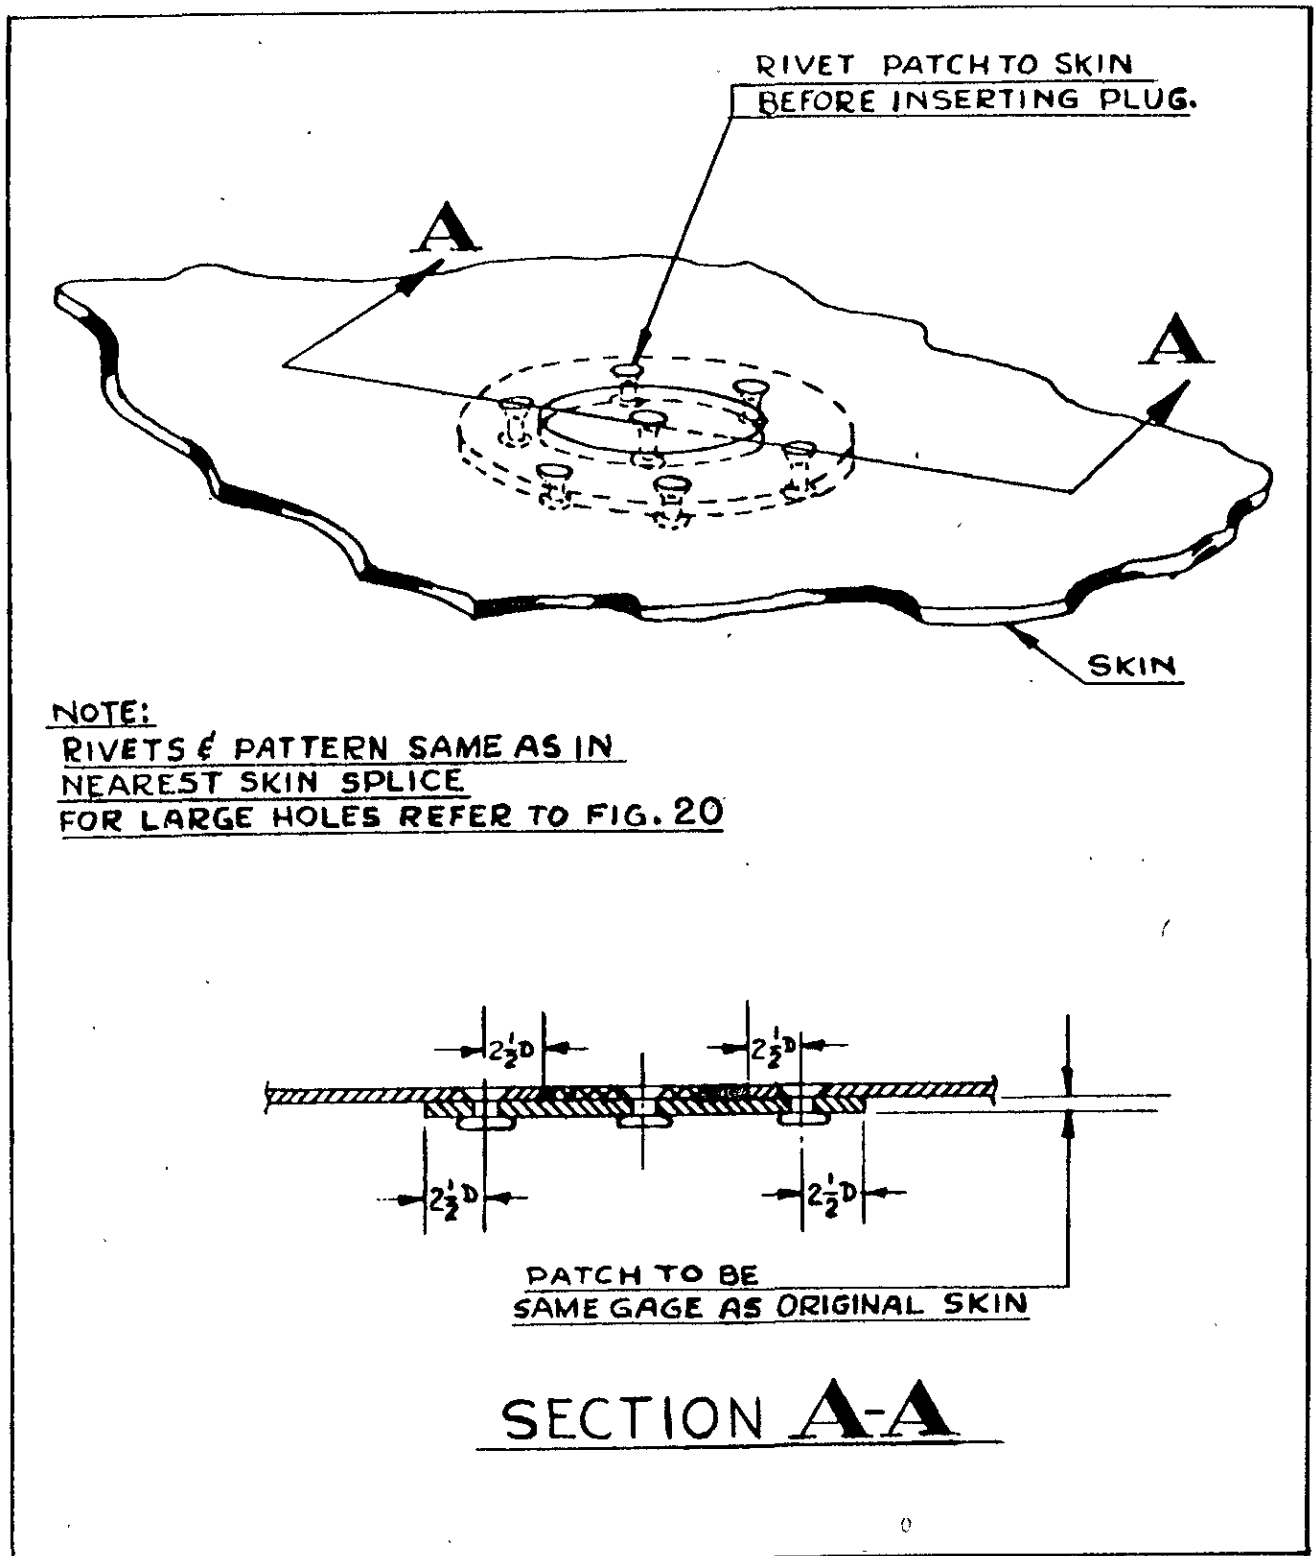 RIVET PATCH TO SKIN
BEFORE INSERTING PLUG.
A
A
SKIN
NOTE:
RIVETS & PATTERN SAME AS IN
NEAREST SKIN SPLICE
FOR LARGE HOLES REFER TO FIG. 20
2½D 2½D
2½D 2½D
PATCH TO BE
SAME GAGE AS ORIGINAL SKIN
SECTION A-A